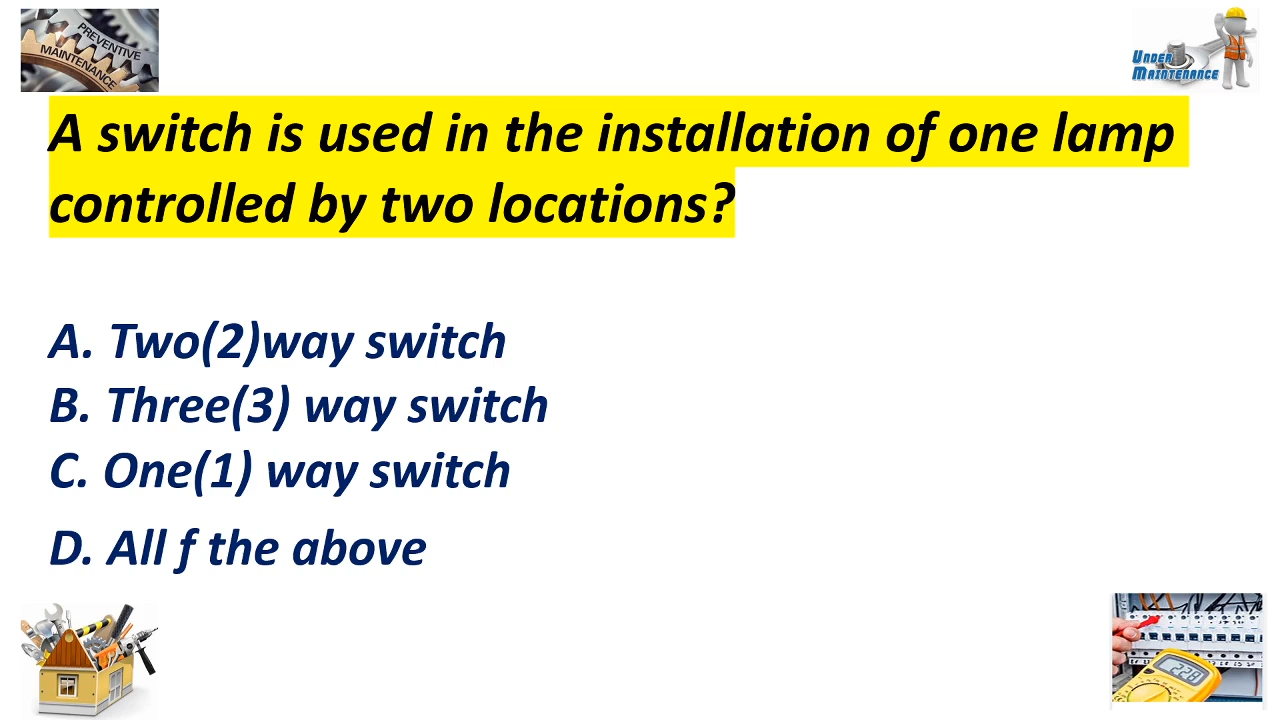 PREVENTIVE
MAINTENANCE
UNDER
MAINTENANCE
A switch is used in the installation of one lamp
controlled by two locations?
A. Two(2)way switch
B. Three(3) way switch
C. One(1) way switch
D. All f the above
228